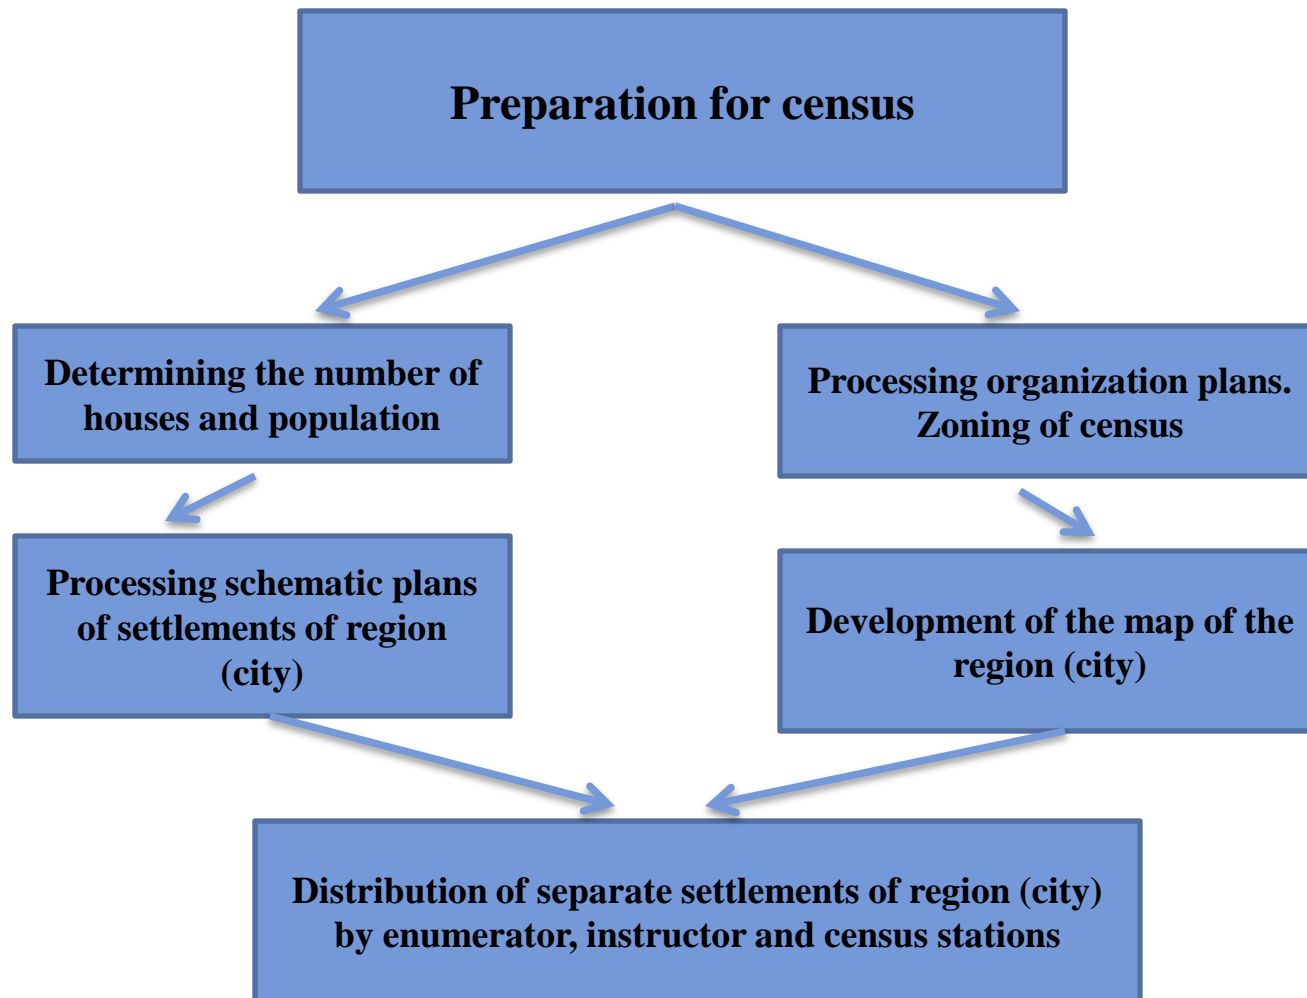 Preparation for census
Determining the number of
houses and population
Processing organization plans.
Zoning of census
Processing schematic plans
of settlements of region
(city)
Development of the map of the
region (city)
Distribution of separate settlements of region (city)
by enumerator, instructor and census stations